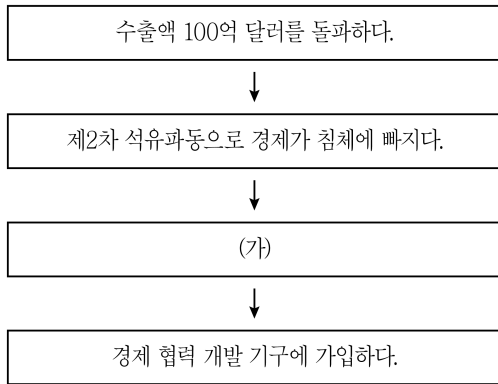 수출액 100억 달러를 돌파하다.
제2차 석유파동으로 경제가 침체에 빠지다.
(가)
경제 협력 개발 기구에 가입하다.